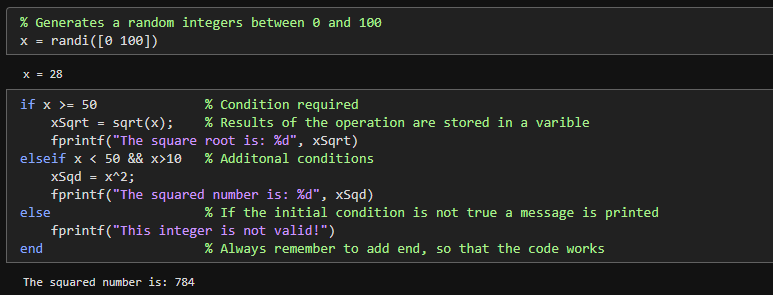 % Generates a random integers between 0 and 100
x = randi([0 100])
x = 28
if x >= 50 % Condition required
xSqrt = sqrt(x); % Results of the operation are stored in a varible
fprintf("The square root is: %d", xSqrt)
elseif x < 50 && x>10 % Additonal conditions
xSqd = x^2;
fprintf("The squared number is: %d", xSqd)
else % If the initial condition is not true a message is printed
fprintf("This integer is not valid!")
end % Always remember to add end, so that the code works
The squared number is: 784